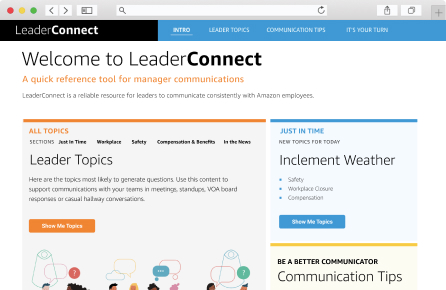 LeaderConnect
INTRO
LEADER TOPICS
COMMUNICATION TIPS
IT'S YOUR TURN
Welcome to LeaderConnect
A quick reference tool for manager communications
LeaderConnect is a reliable resource for leaders to communicate consistently with Amazon employees.
ALL TOPICS
SECTIONS Just In Time Workplace Safety Compensation & Benefits In the News
Leader Topics
Here are the topics most likely to generate questions. Use this content to
support communications with your teams in meetings, standups, VOA board
responses or casual hallway conversations.
Show Me Topics
?
?
JUST IN TIME
NEW TOPICS FOR TODAY
Inclement Weather
Safety
Workplace Closure
Compensation
Show Me Topics
BE A BETTER COMMUNICATOR
Communication Tips